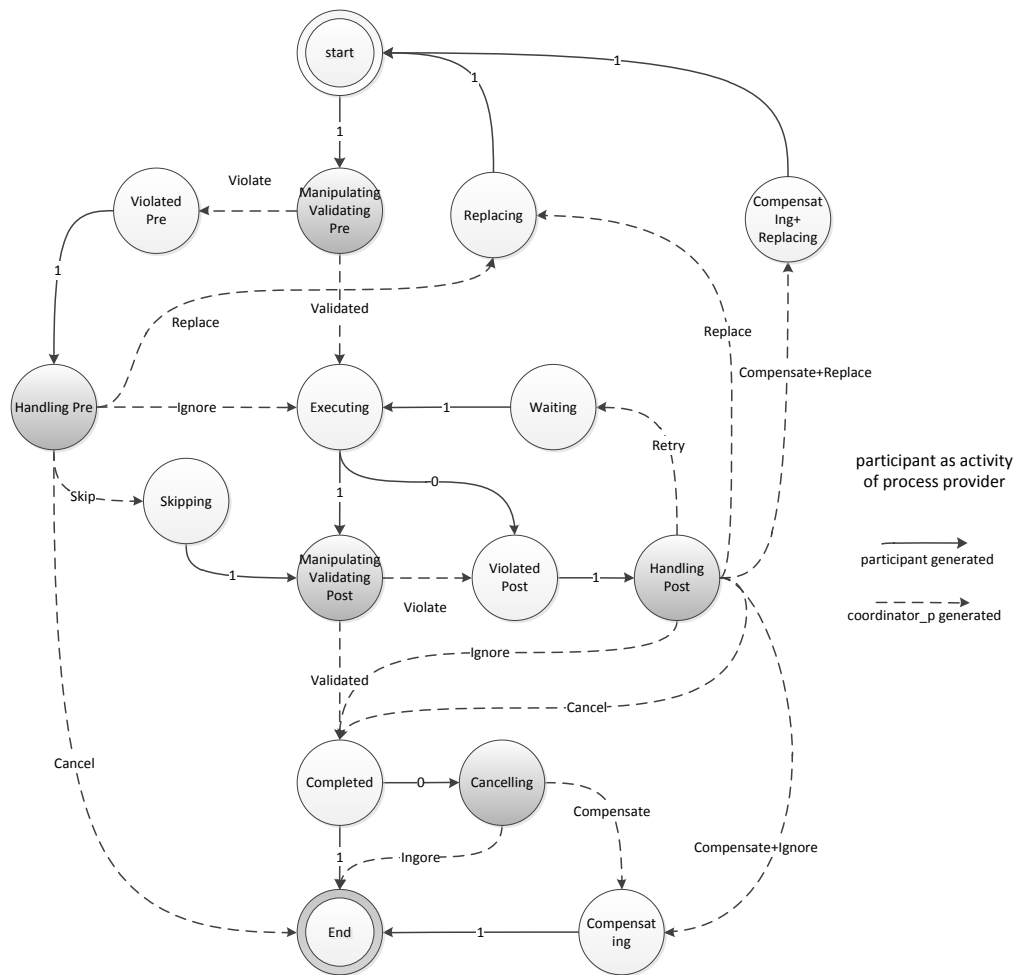 start
1
1
1
Violate
Manipulating
Validating
Pre
Violated
Pre
Replacing
Compensat
ing+
Replacing
1
Validated
Replace
Replace
Compensate+Replace
Handling Pre
Ignore
Executing
1
Waiting
Retry
participant as activity
of process provider
Skip
Skipping
1
0
participant generated
1
Manipulating
Validating
Post
Violate
Violated
Post
1
Handling
Post
coordinator_p generated
Validated
Ignore
Cancel
Cancel
Completed
0
Cancelling
Compensate
1
Ingore
Compensate+Ignore
End
1
Compensat
ing